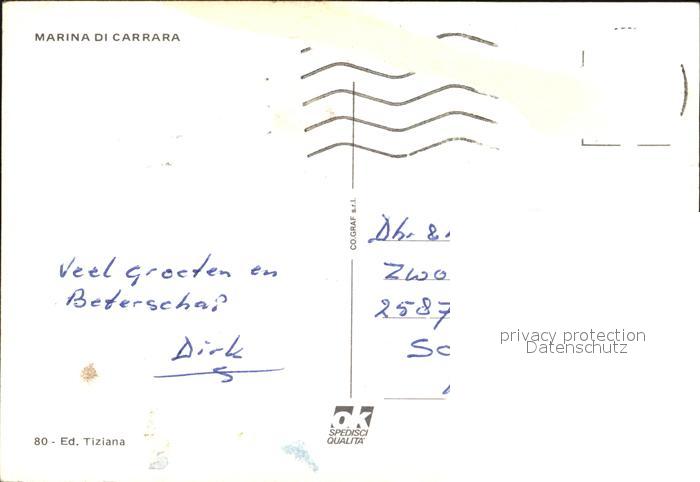 MARINA DI CARRARA
CO.GRAF s.r.l.
Veel groeten en
Beterschap
Dirk
Dhr &
Zwo
2587
Sc
privacy protection
Datenschutz
ok
SPEDISCI
QUALITA'
80 - Ed. Tiziana